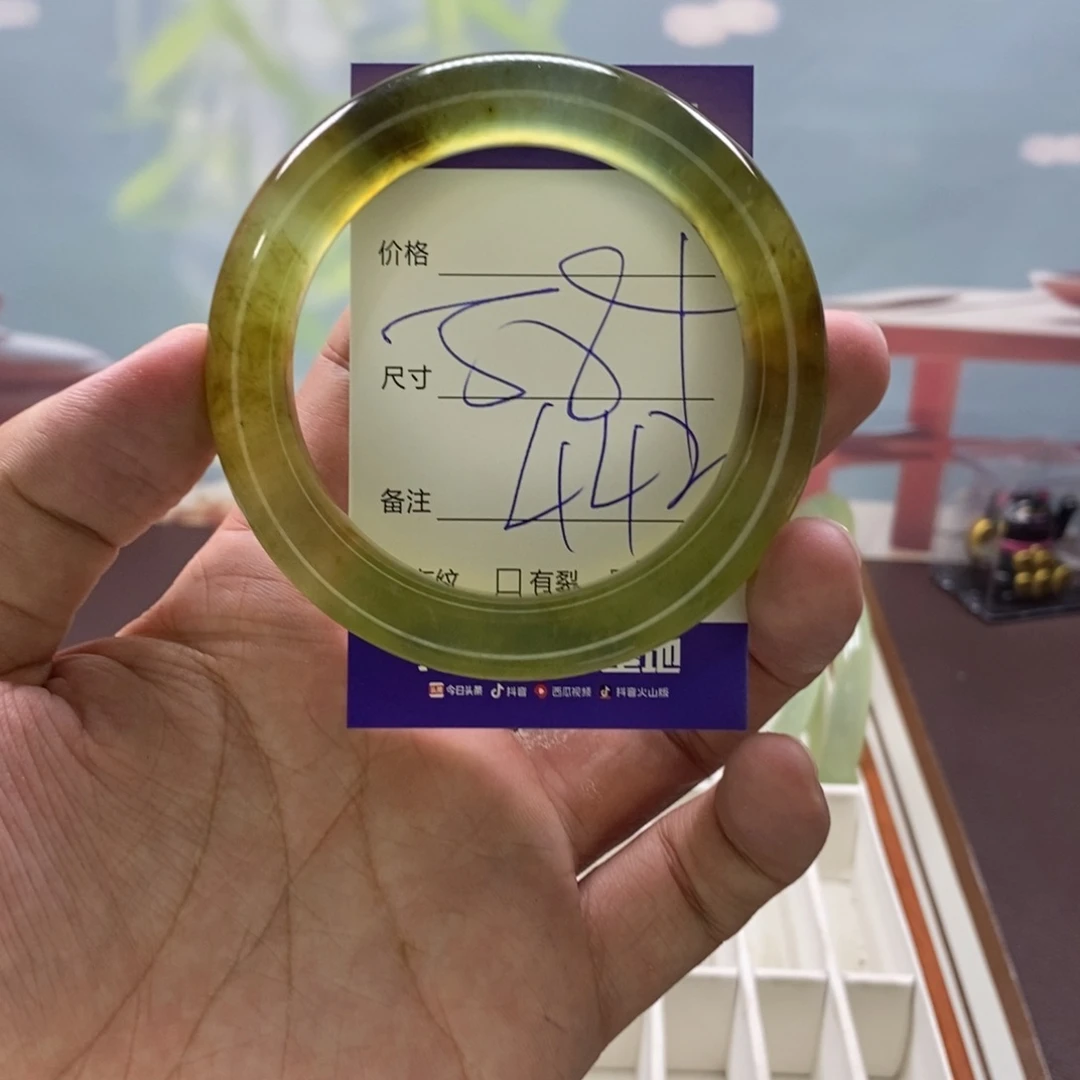 价格
尺寸 58
备注 442
纹 □有裂
今日头条 抖音 西瓜视频 抖音火山版